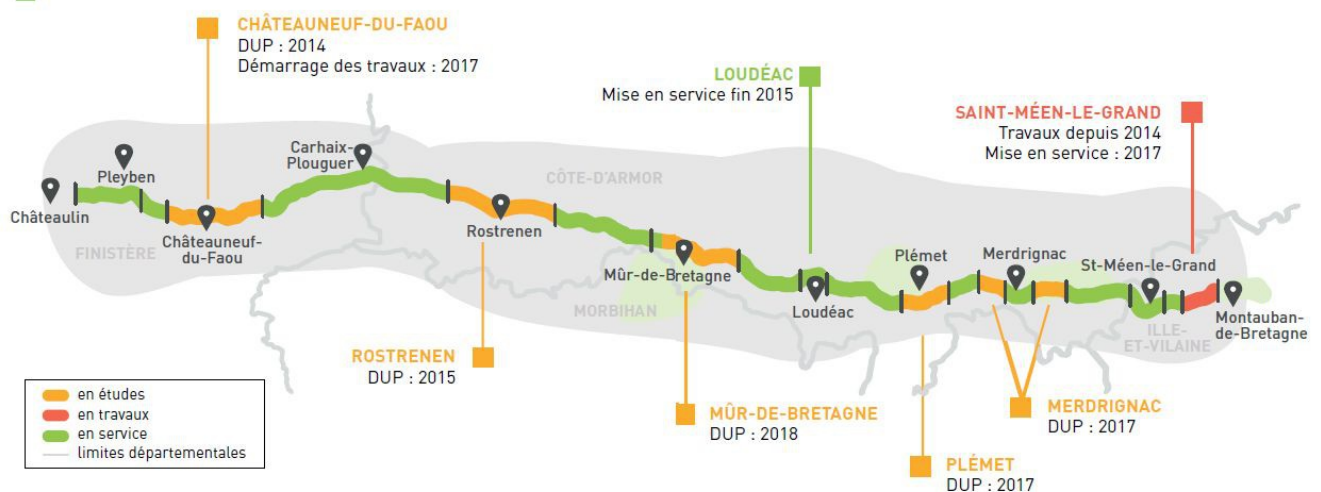 CHÂTEAUNEUF-DU-FAOU
DUP : 2014
Démarrage des travaux : 2017
LOUDÉAC
Mise en service fin 2015
SAINT-MÉEN-LE-GRAND
Travaux depuis 2014
Mise en service : 2017
Carhaix-
Plouguer
Pleyben
CÔTE-D'ARMOR
Châteaulin
Rostrenen
Châteauneuf-
du-Faou
FINISTÈRE
Mûr-de-Bretagne
Plémet
Merdrignac
St-Méen-le-Grand
MORBIHAN
Loudéac
Montauban-
de-Bretagne
ILLE-
ET-VILAINE
ROSTRENEN
DUP : 2015
MÛR-DE-BRETAGNE
DUP : 2018
MERDRIGNAC
DUP : 2017
PLÉMET
DUP : 2017
en études
en travaux
en service
limites départementales